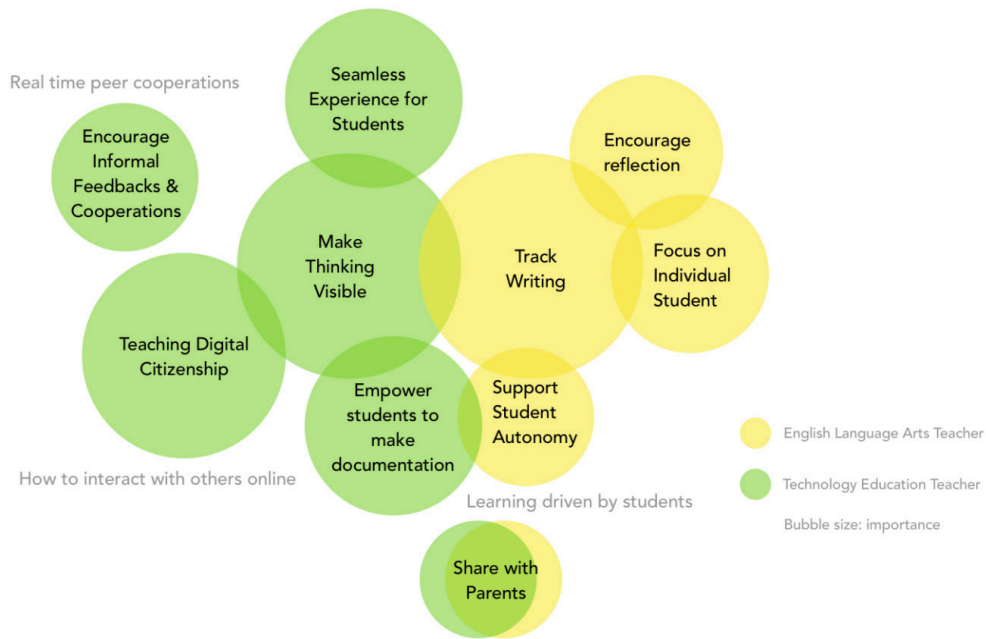 Real time peer cooperations
Encourage
Informal
Feedbacks &
Cooperations
Seamless
Experience for
Students
Encourage
reflection
Make
Thinking
Visible
Track
Writing
Focus on
Individual
Student
Teaching Digital
Citizenship
Empower
students to
make
documentation
Support
Student
Autonomy
How to interact with others online
Learning driven by students
Share with
Parents
English Language Arts Teacher
Technology Education Teacher
Bubble size: importance